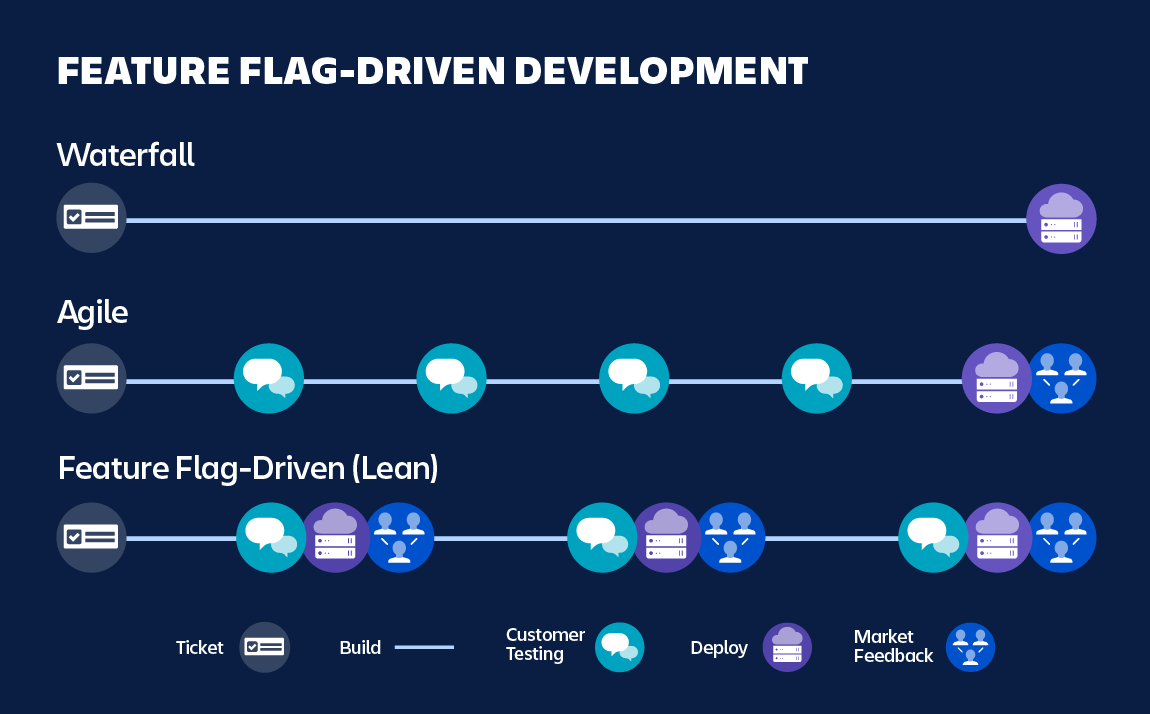 FEATURE FLAG-DRIVEN DEVELOPMENT
Waterfall
Agile
Feature Flag-Driven (Lean)
Ticket
Build
Customer
Testing
Deploy
Market
Feedback